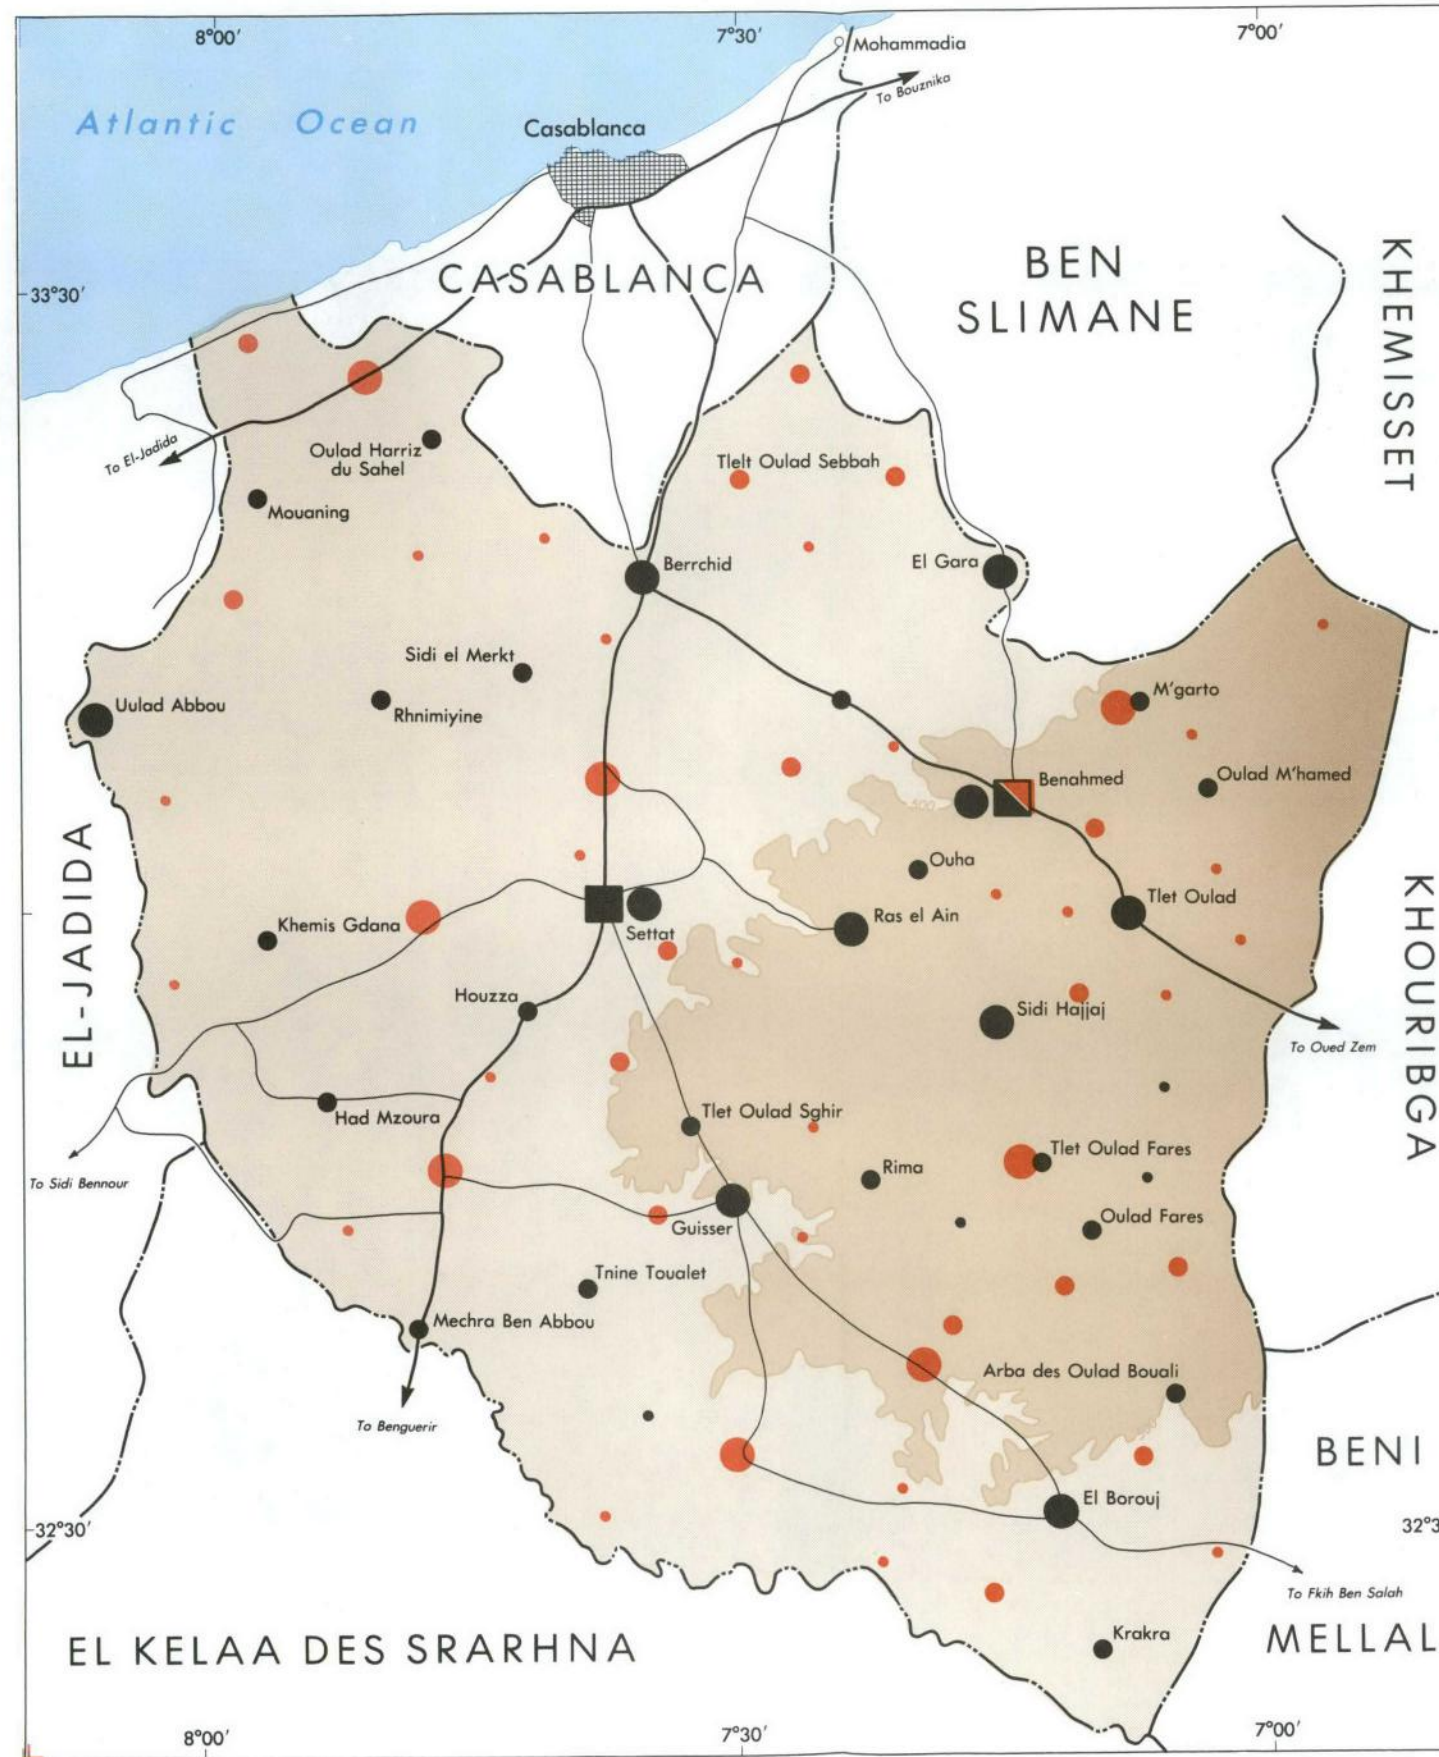 8°00′
7°30′
7°00′
Mohammadia
To Bouznika
Atlantic Ocean
Casablanca
BEN
SLIMANE
KHEMISSET
CASABLANCA
33°30′
To El-Jadida
Oulad Harriz
du Sahel
Tlelt Oulad Sebbah
Mouaning
Berrchid
El Gara
Sidi el Merkt
Uulad Abbou
Rhnimiyine
M'garto
Benahmed
Oulad M'hamed
Ouha
EL-JADIDA
Khemis Gdana
Settat
Ras el Ain
Tlet Oulad
KHOURIBGA
Houzza
Sidi Hajjaj
To Oued Zem
Had Mzoura
Tlet Oulad Sghir
Tlet Oulad Fares
Rima
To Sidi Bennour
Guisser
Oulad Fares
Tnine Toualet
Mechra Ben Abbou
Arba des Oulad Bouali
To Benguerir
BENI
El Borouj
32°30′
32°3
To Fkih Ben Salah
Krakra
EL KELAA DES SRARHNA
MELLAL
8°00′
7°30′
7°00′